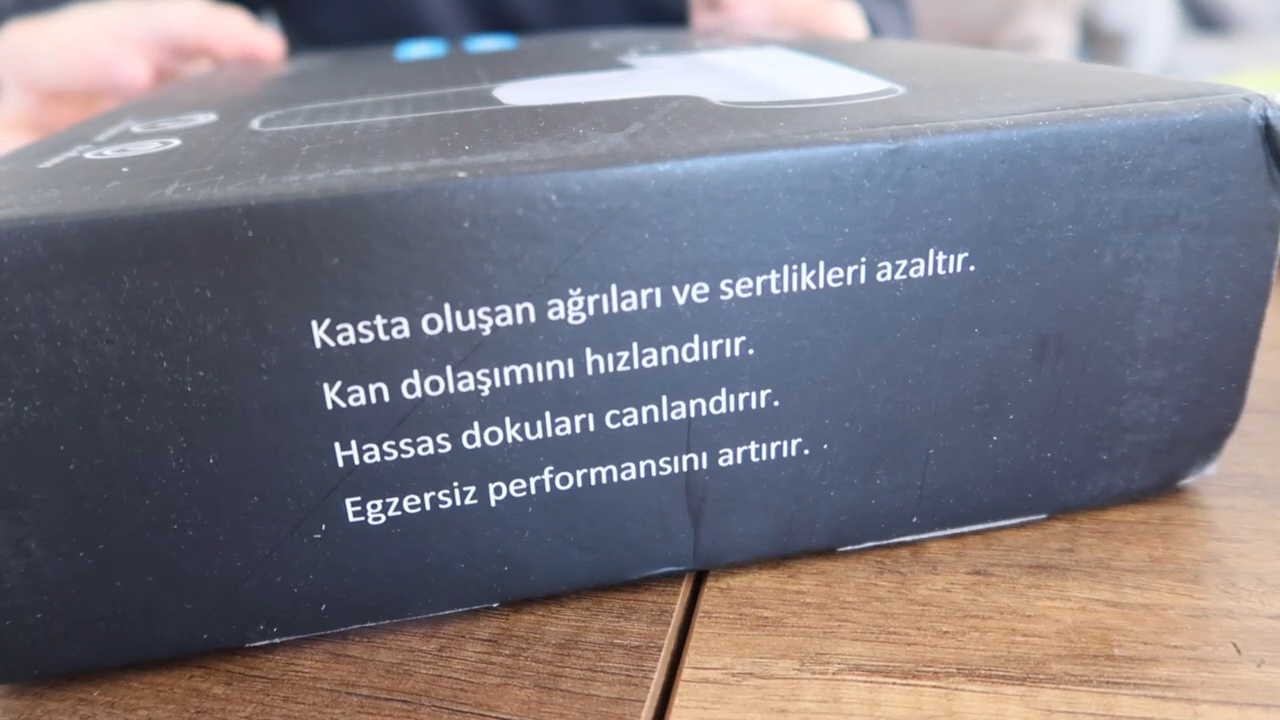 Kasta oluşan ağrıları ve sertlikleri azaltır.
Kan dolaşımını hızlandırır.
Hassas dokuları canlandırır.
Egzersiz performansını artırır.